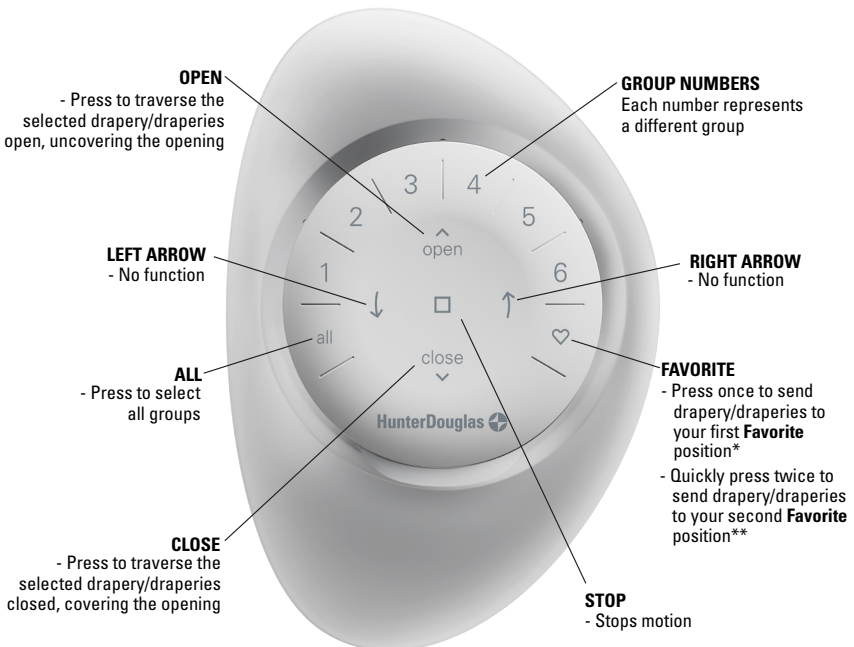 OPEN
- Press to traverse the
selected drapery/draperies
open, uncovering the opening
GROUP NUMBERS
Each number represents
a different group
3
4
2
5
open
LEFT ARROW
- No function
1
6
RIGHT ARROW
- No function
all
ALL
- Press to select
all groups
close
HunterDouglas
FAVORITE
- Press once to send
drapery/draperies to
your first Favorite
position*
- Quickly press twice to
send drapery/draperies
to your second Favorite
position**
CLOSE
- Press to traverse the
selected drapery/draperies
closed, covering the opening
STOP
- Stops motion